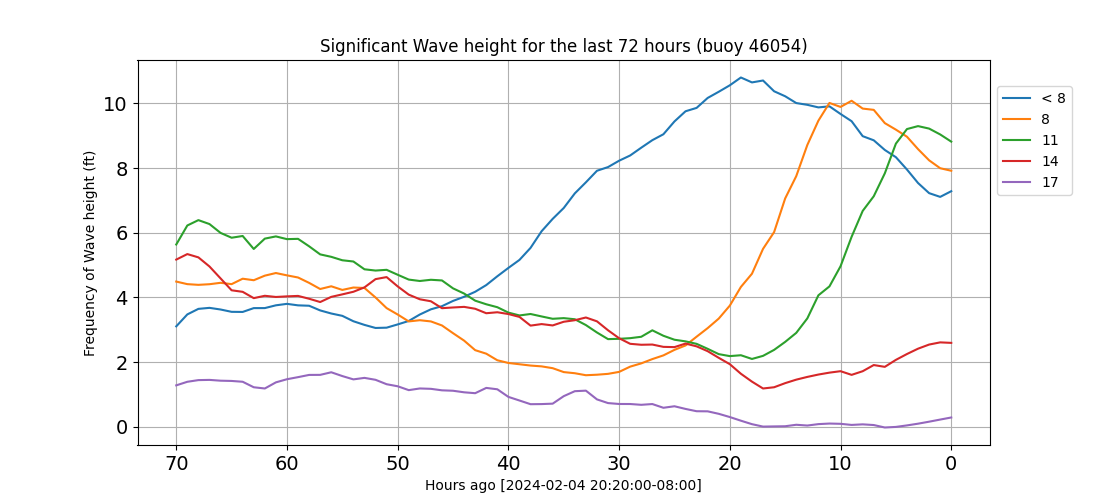 Significant Wave height for the last 72 hours (buoy 46054)
Frequency of Wave height (ft)
10
8
6
4
2
0
70 60 50 40 30 20 10 0
Hours ago [2024-02-04 20:20:00-08:00]
< 8
8
11
14
17